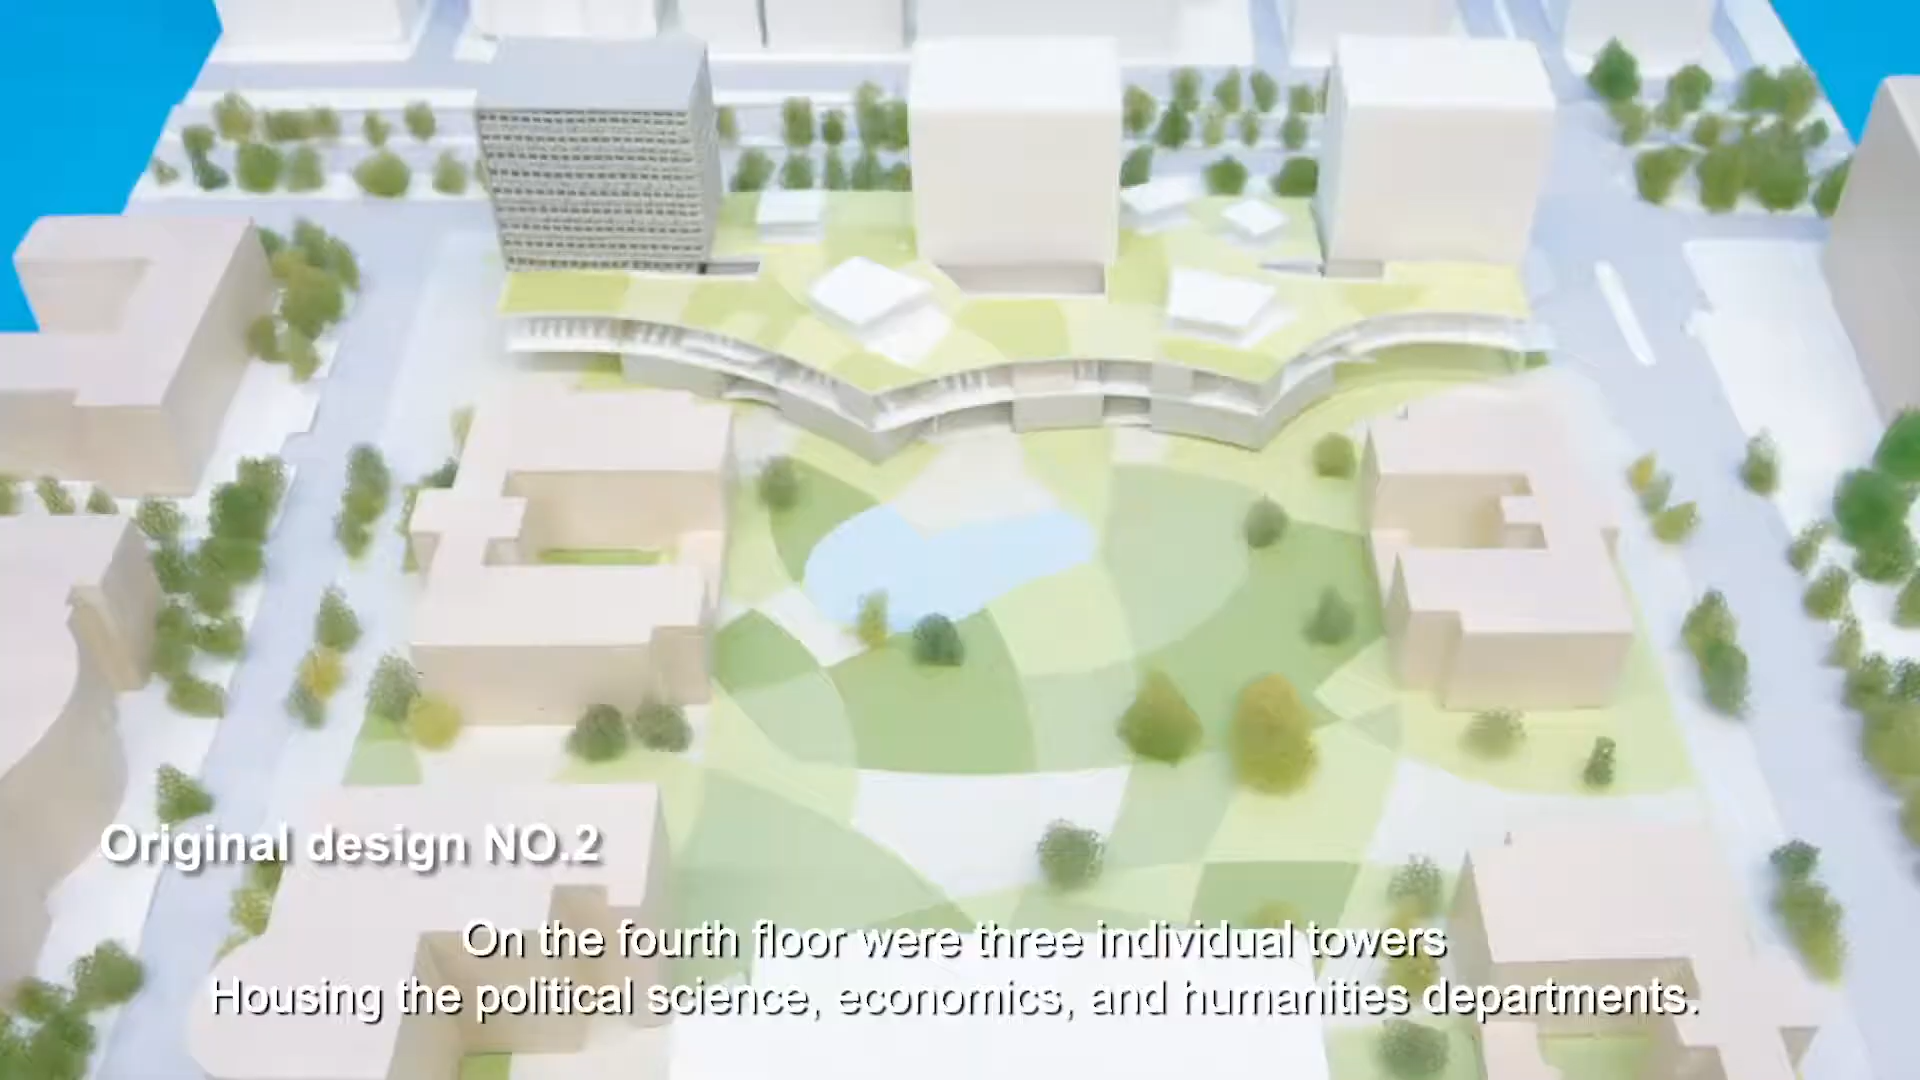 Original design NO.2
On the fourth floor were three individual towers
Housing the political science, economics, and humanities departments.